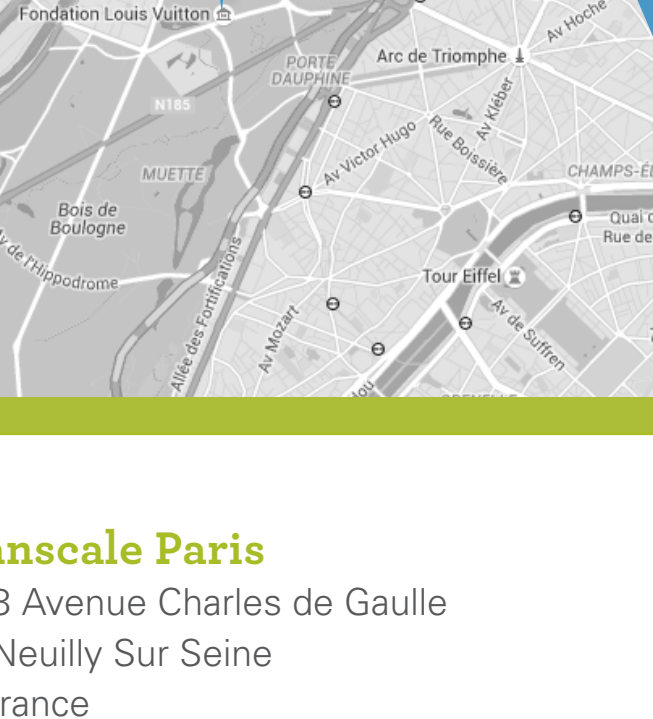 Fondation Louis Vuitton
Av Hoche
Arc de Triomphe
PORTE
DAUPHINE
N185
Av Kléber
Av Victor Hugo
Rue Boissière
MUETTE
CHAMPS-ÉL
Bois de
Boulogne
Quai
Rue de
Av de l'Hippodrome
Tour Eiffel
Allée des Fortifications
Av Mozart
Av de Suffren
nscale Paris
3 Avenue Charles de Gaulle
Neuilly Sur Seine
rance